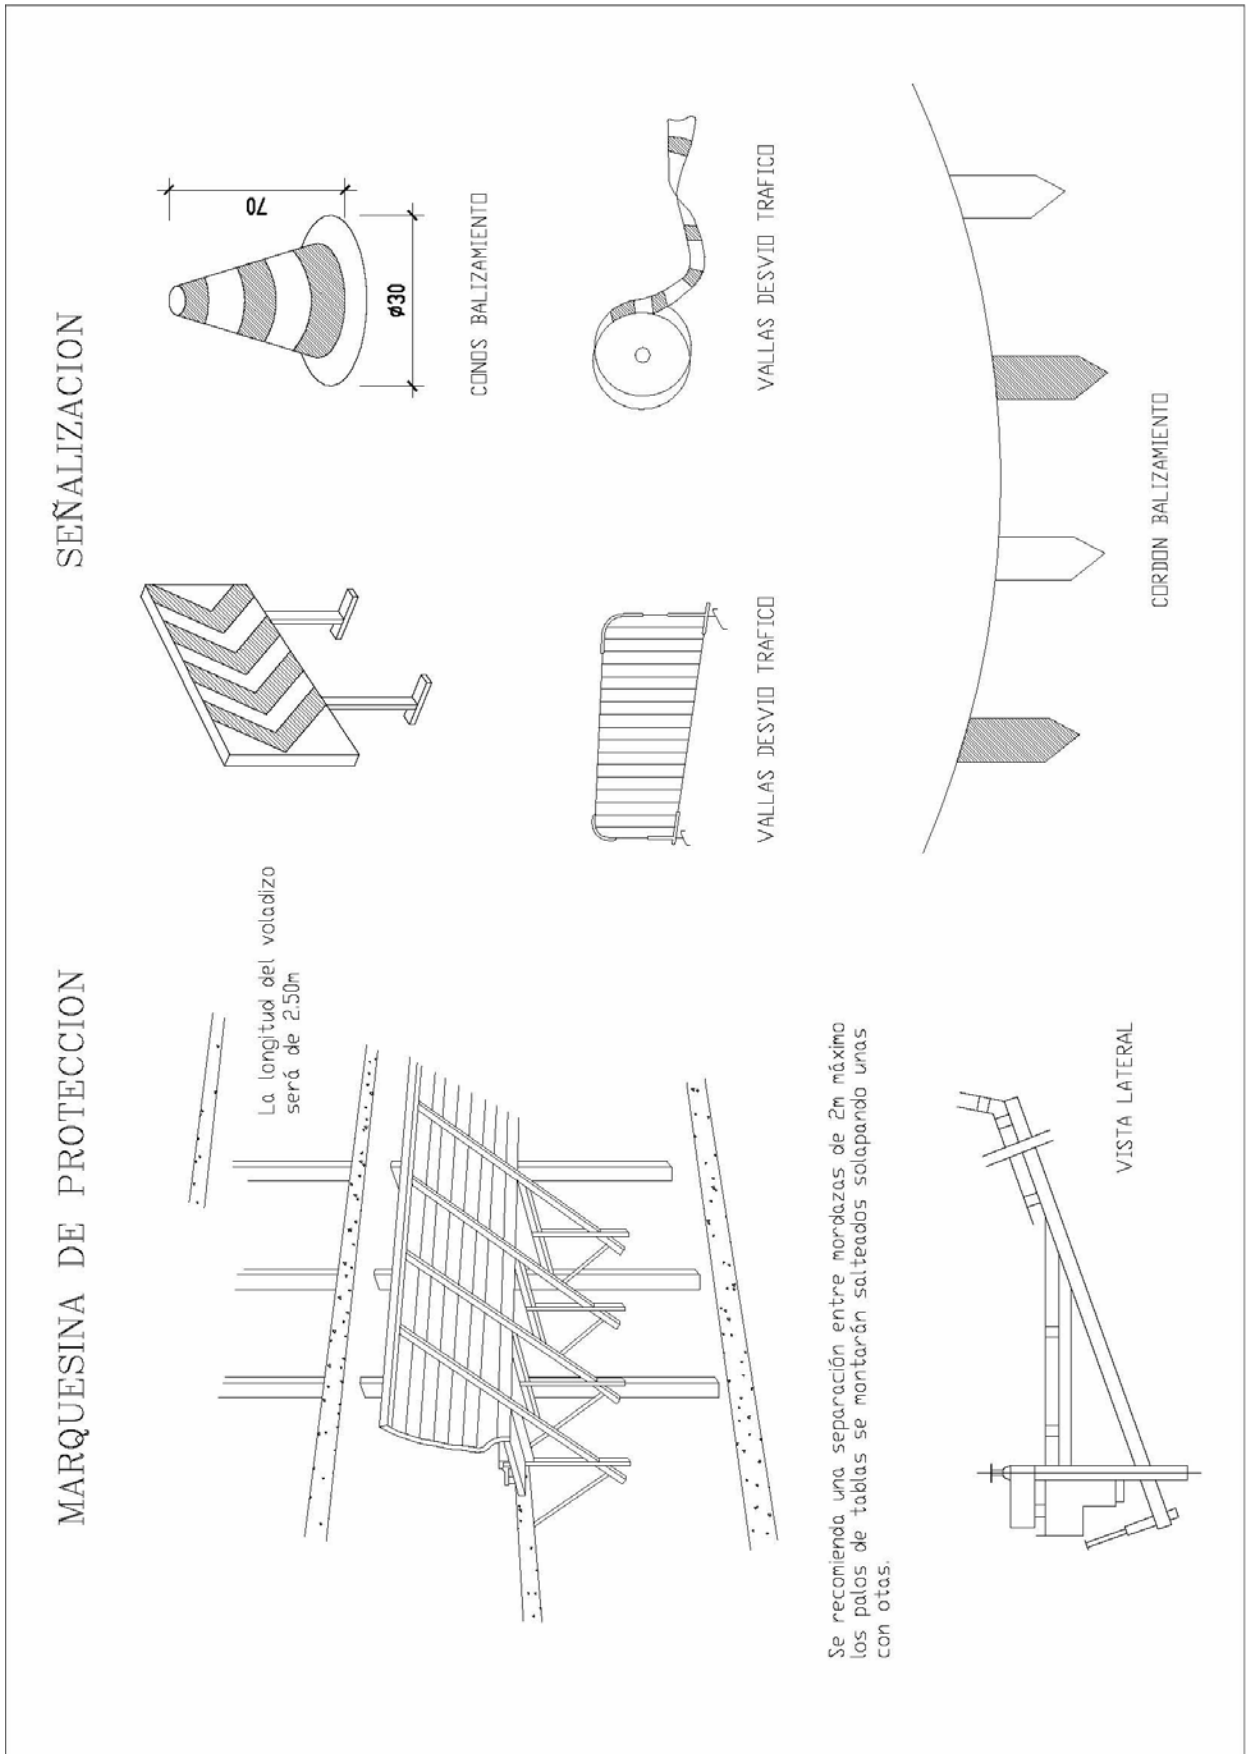 MARQUESINA DE PROTECCION
La longitud del voladizo
será de 2.50m
Se recomienda una separación entre mordazas de 2m máximo
los palos de tablas se montarán salteados solapando unas
con otas.
VISTA LATERAL
SEÑALIZACION
70
ø30
CONOS BALIZAMIENTO
VALLAS DESVIO TRAFICO
VALLAS DESVIO TRAFICO
CORDON BALIZAMIENTO